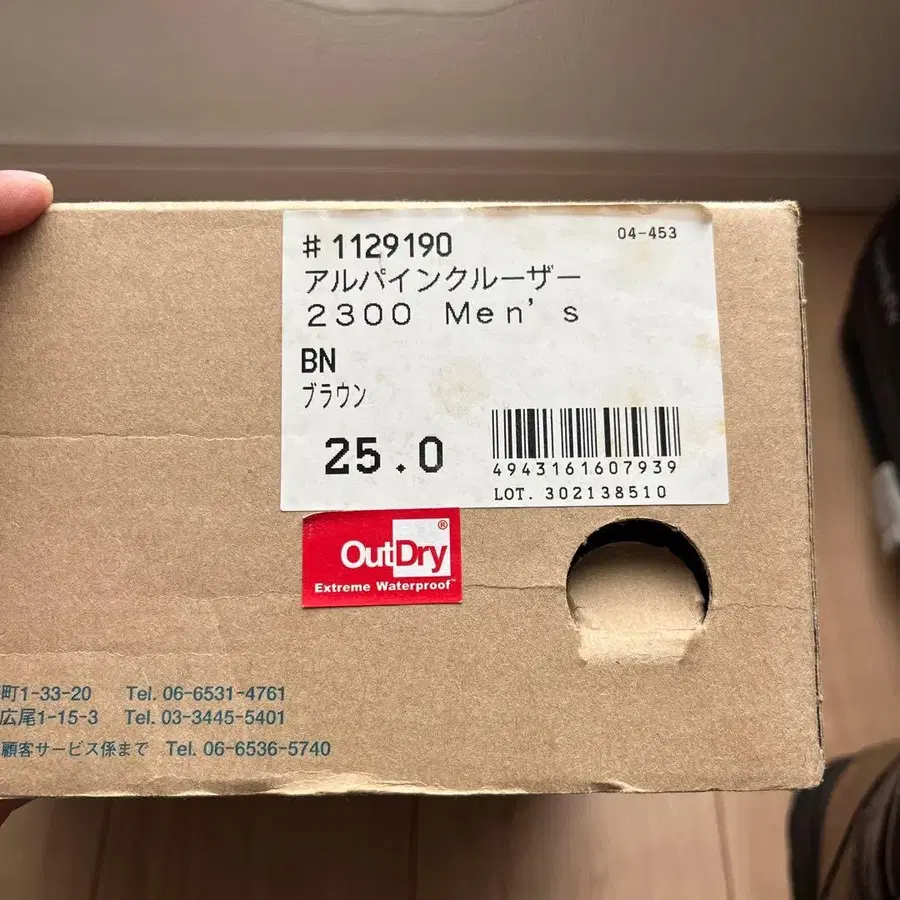 #1129190
04-453
アルパインクルーザー
2300 Men's
BN
ブラウン
25.0
4943161607939
LOT. 302138510
OutDry®
Extreme Waterproof™
町1-33-20 Tel. 06-6531-4761
広尾1-15-3 Tel. 03-3445-5401
顧客サービス係まで Tel. 06-6536-5740